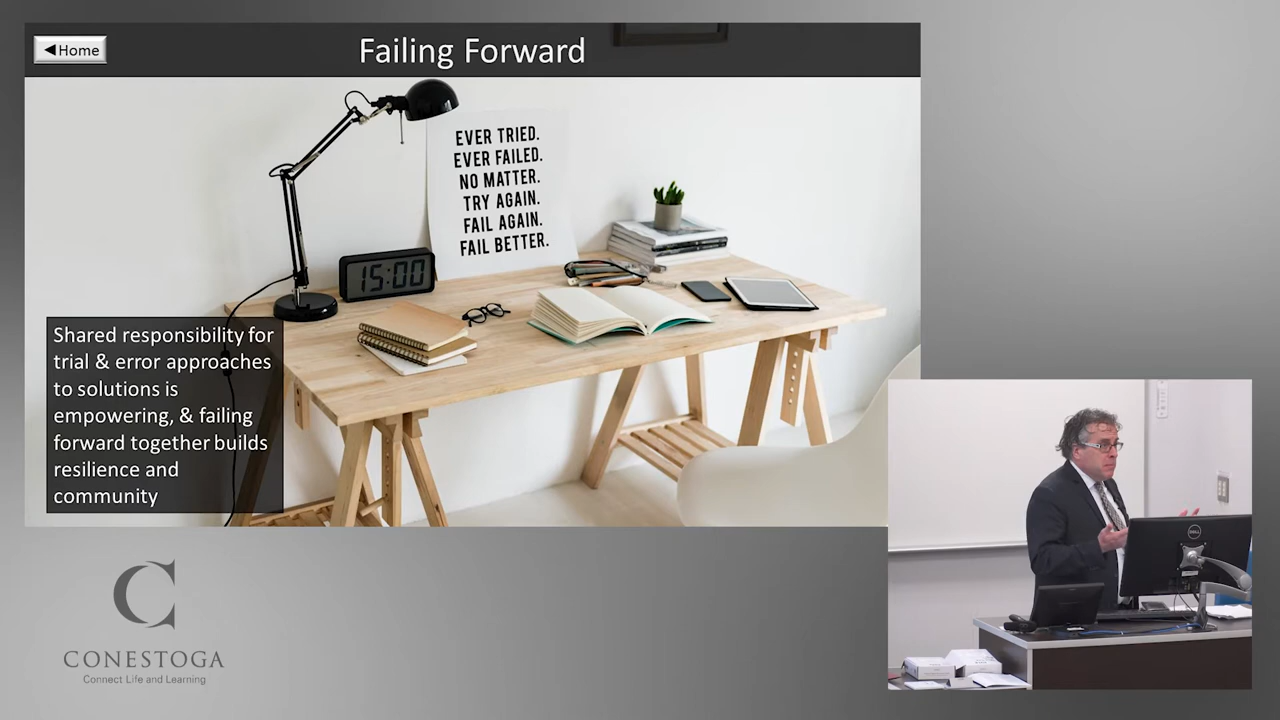 ◀Home
Failing Forward
EVER TRIED.
EVER FAILED.
NO MATTER.
TRY AGAIN.
FAIL AGAIN.
FAIL BETTER.
15:00
Shared responsibility for
trial & error approaches
to solutions is
empowering, & failing
forward together builds
resilience and
community
DELL
C
CONESTOGA
Connect Life and Learning